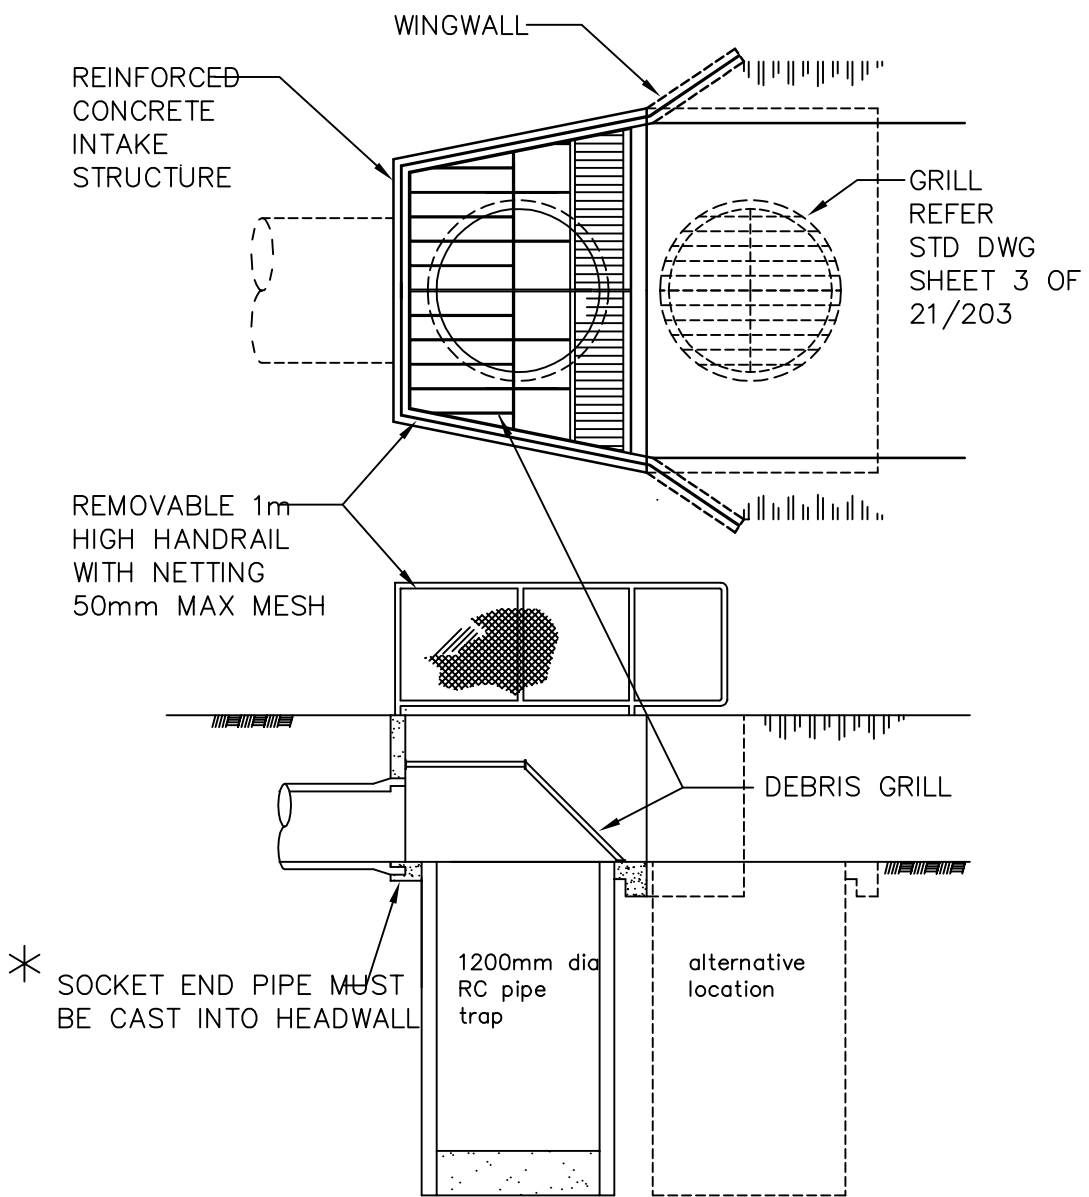 WINGWALL
REINFORCED
CONCRETE
INTAKE
STRUCTURE
GRILL
REFER
STD DWG
SHEET 3 OF
21/203
REMOVABLE 1m
HIGH HANDRAIL
WITH NETTING
50mm MAX MESH
DEBRIS GRILL
* SOCKET END PIPE MUST
BE CAST INTO HEADWALL
1200mm dia
RC pipe
trap
alternative
location